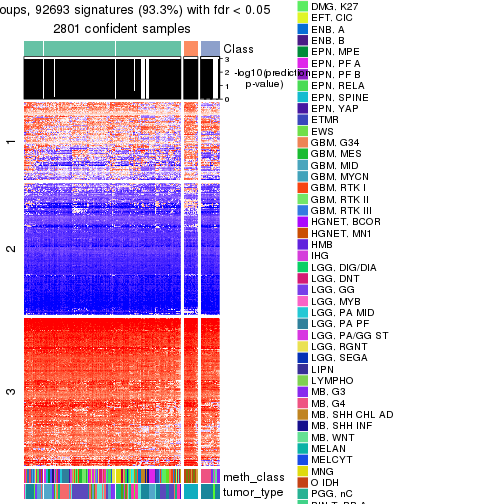 oups, 92693 signatures (93.3%) with fdr < 0.05
2801 confident samples
Class
3
2
1
0
-log10(prediction
p-value)
1
2
3
meth_class
tumor_type
DMG. K27
EFT. CIC
ENB. A
ENB. B
EPN. MPE
EPN. PF A
EPN. PF B
EPN. RELA
EPN. SPINE
EPN. YAP
ETMR
EWS
GBM. G34
GBM. MES
GBM. MID
GBM. MYCN
GBM. RTK I
GBM. RTK II
GBM. RTK III
HGNET. BCOR
HGNET. MN1
HMB
IHG
LGG. DIG/DIA
LGG. DNT
LGG. GG
LGG. MYB
LGG. PA MID
LGG. PA PF
LGG. PA/GG ST
LGG. RGNT
LGG. SEGA
LIPN
LYMPHO
MB. G3
MB. G4
MB. SHH CHL AD
MB. SHH INF
MB. WNT
MELAN
MELCYT
MNG
O IDH
PGG. nC